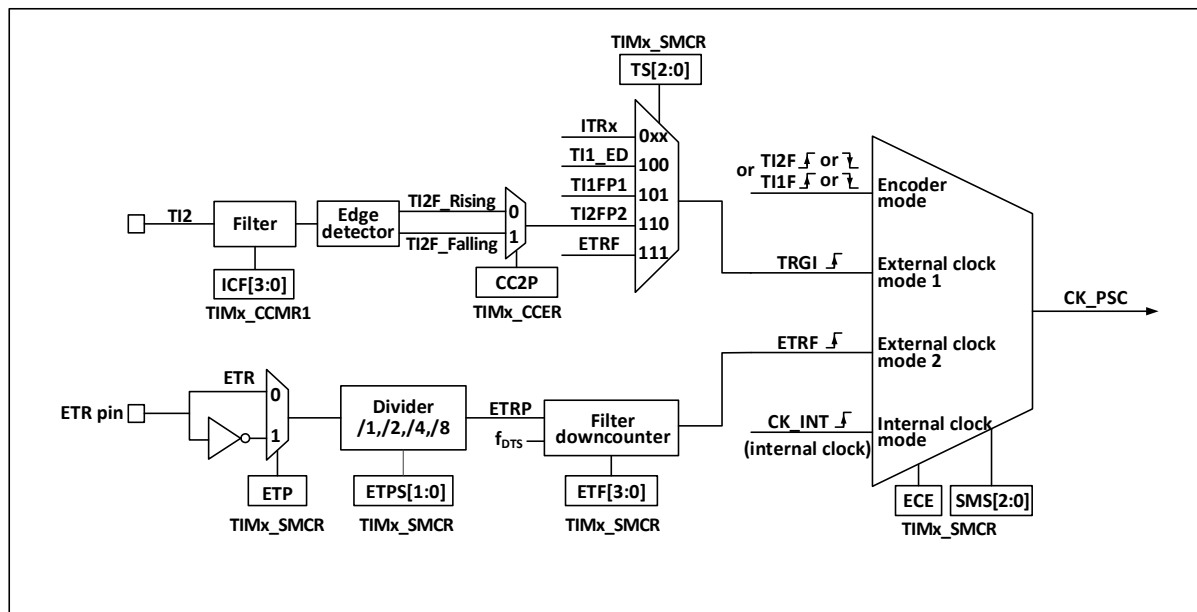 TIMx_SMCR
TS[2:0]
ITRx
0xx
TI1_ED
100
TI1FP1
101
TI2FP2
110
ETRF
111
TI2
Filter
ICF[3:0]
TIMx_CCMR1
Edge
detector
TI2F_Rising
TI2F_Falling
0
1
CC2P
TIMx_CCER
or TI2F or
TI1F or
Encoder
mode
TRGI
External clock
mode 1
CK_PSC
ETRF
External clock
mode 2
CK_INT
(internal clock)
Internal clock
mode
ECE
SMS[2:0]
TIMx_SMCR
ETR pin
ETR
0
1
ETP
TIMx_SMCR
Divider
/1,/2,/4,/8
ETPS[1:0]
TIMx_SMCR
ETRP
fDTS
Filter
downcounter
ETF[3:0]
TIMx_SMCR